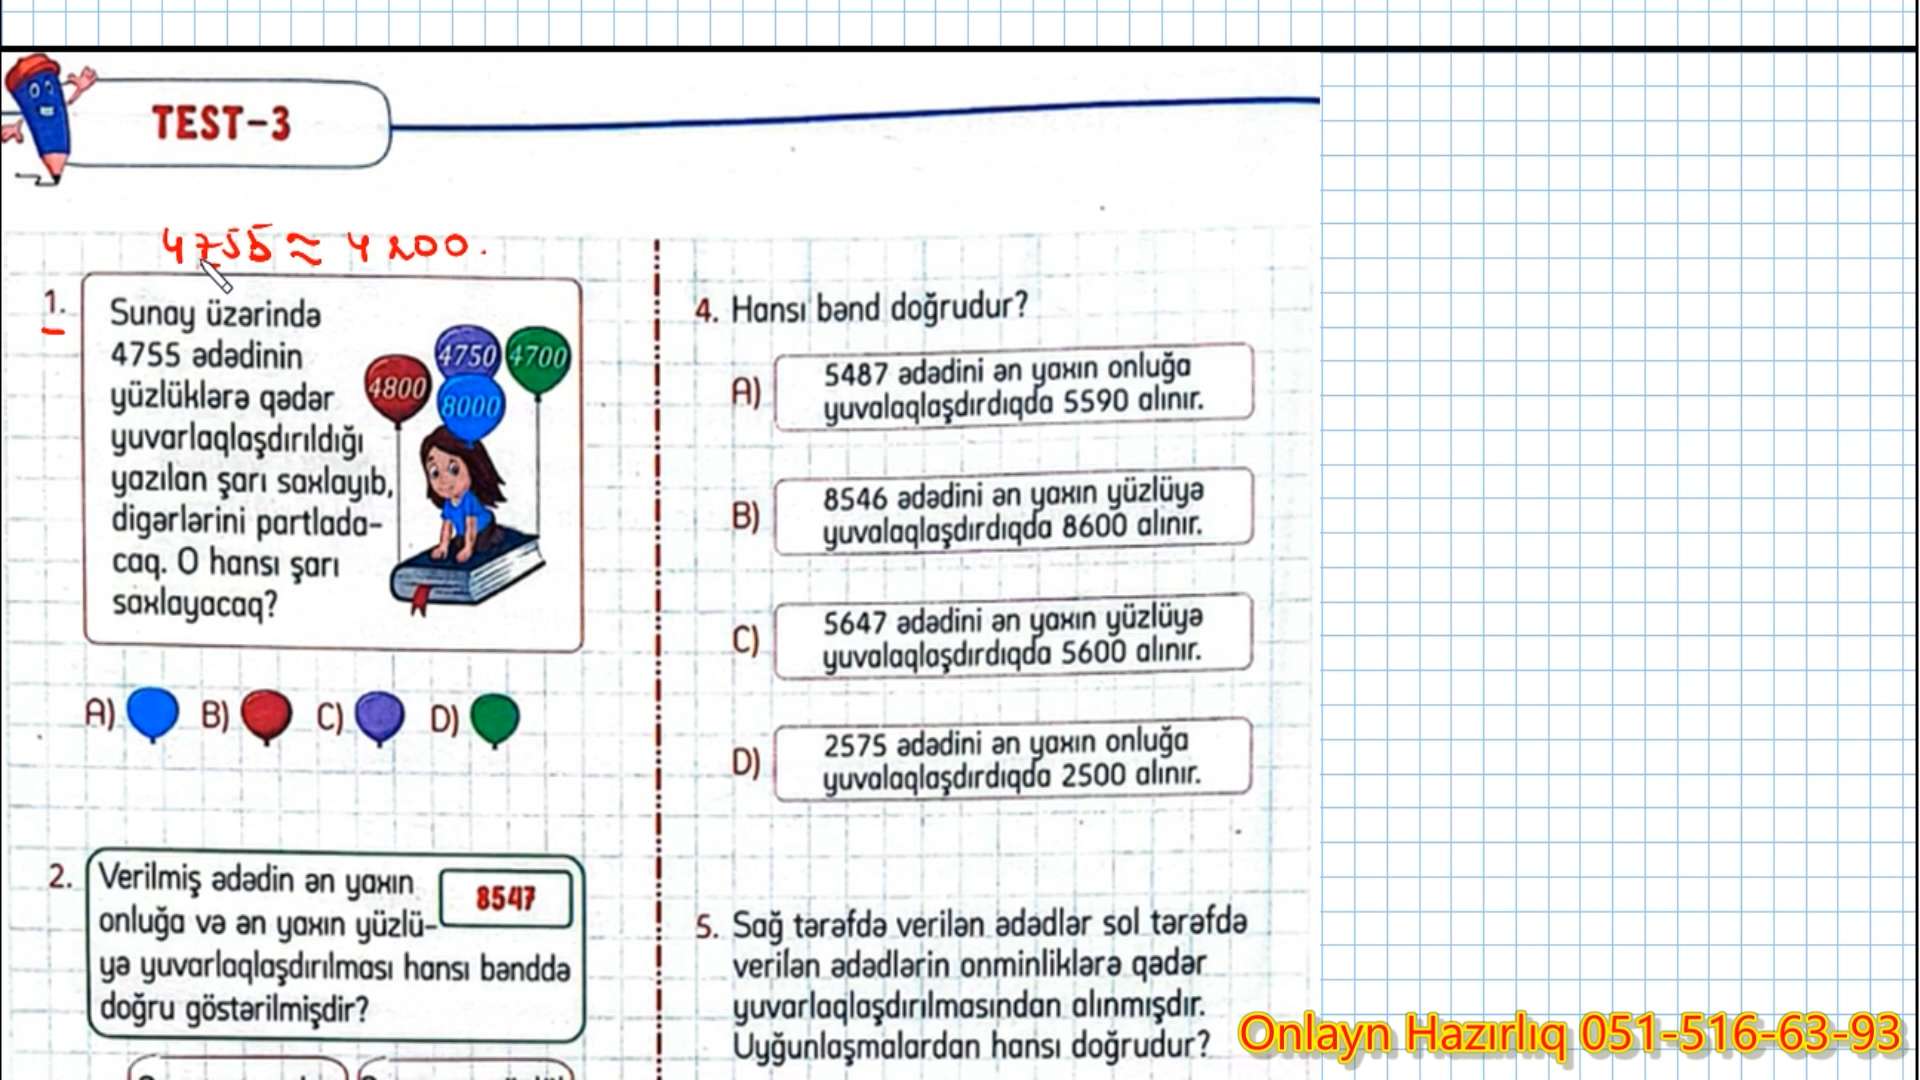 TEST-3
4755 ≈ 4800.
1.
Sunay üzərində
4755 ədədinin
yüzlüklərə qədər
yuvarlaqlaşdırıldığı
yazılan şarı saxlayıb,
digərlərini partlada-
caq. O hansı şarı
saxlayacaq?
4800
4750
4700
8000
A) B) C) D)
2. Verilmiş ədədin ən yaxın
onluğa və ən yaxın yüzlü-
yə yuvarlaqlaşdırılması hansı bənddə
doğru göstərilmişdir?
8547
4. Hansı bənd doğrudur?
A) 5487 ədədini ən yaxın onluğa
yuvalaqlaşdırdıqda 5590 alınır.
B) 8546 ədədini ən yaxın yüzlüyə
yuvalaqlaşdırdıqda 8600 alınır.
C) 5647 ədədini ən yaxın yüzlüyə
yuvalaqlaşdırdıqda 5600 alınır.
D) 2575 ədədini ən yaxın onluğa
yuvalaqlaşdırdıqda 2500 alınır.
5. Sağ tərəfdə verilən ədədlər sol tərəfdə
verilən ədədlərin onminliklərə qədər
yuvarlaqlaşdırılmasından alınmışdır.
Uyğunlaşmalardan hansı doğrudur?
Onlayn Hazırlıq 051-516-63-93